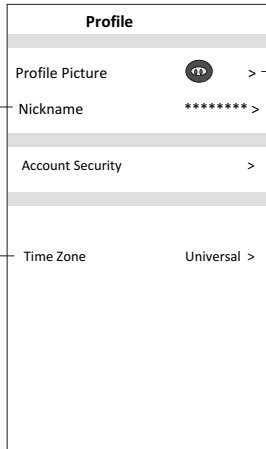 Profile
Profile Picture >
Nickname ******** >
Account Security >
Time Zone Universal >